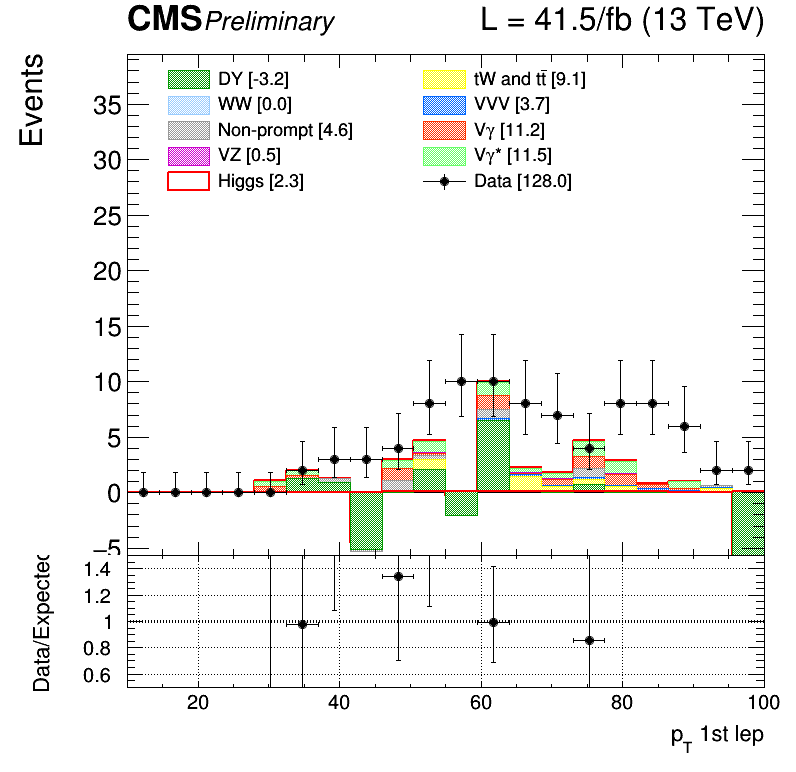 CMS Preliminary L = 41.5/fb (13 TeV)
Events
DY [-3.2]
WW [0.0]
Non-prompt [4.6]
VZ [0.5]
Higgs [2.3]
tW and tt̄ [9.1]
VVV [3.7]
Vγ [11.2]
Vγ* [11.5]
Data [128.0]
35
30
25
20
15
10
5
0
−5
Data/Expected
1.4
1.2
1
0.8
0.6
20 40 60 80 100
pT 1st lep